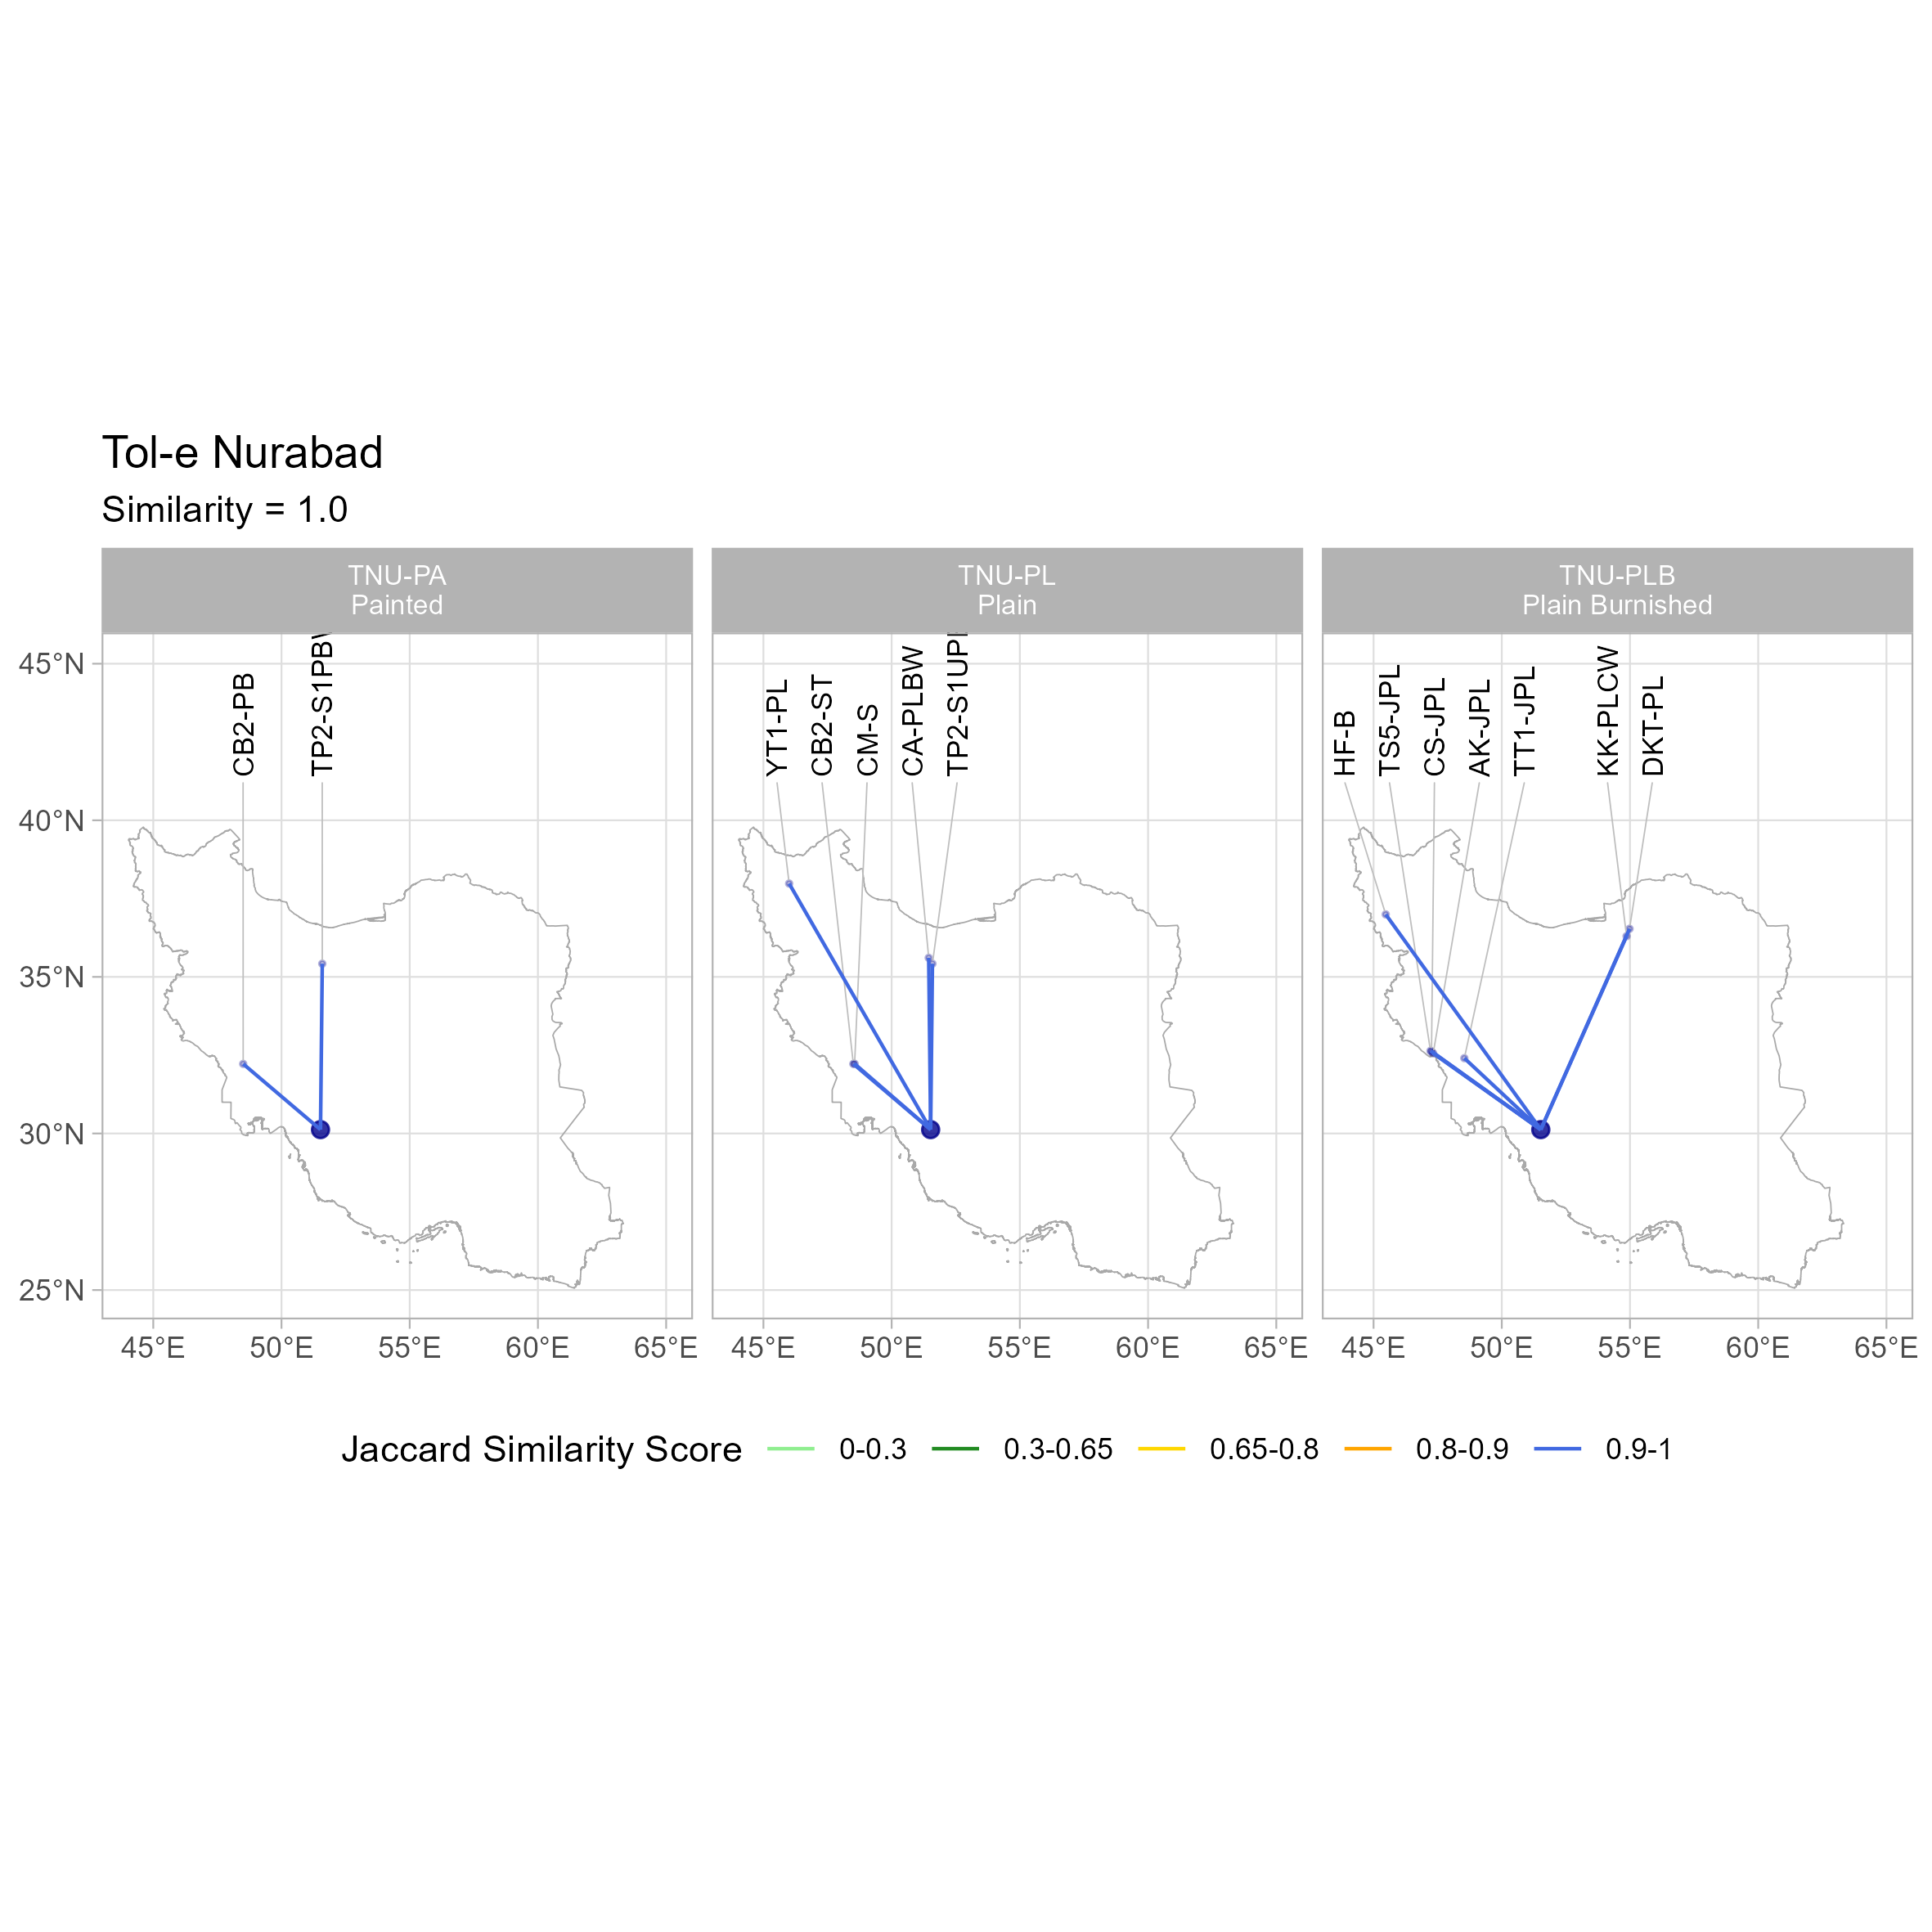 Tol-e Nurabad
Similarity = 1.0
TNU-PA
Painted
TNU-PL
Plain
TNU-PLB
Plain Burnished
CB2-PB
YT1-PL
CB2-ST
CM-S
CA-PLBW
HF-B
TS5-JPL
CS-JPL
AK-JPL
TT1-JPL
KK-PLCW
DKT-PL
45°N
40°N
35°N
30°N
25°N
45°E 50°E 55°E 60°E 65°E
45°E 50°E 55°E 60°E 65°E
45°E 50°E 55°E 60°E 65°E
Jaccard Similarity Score 0-0.3 0.3-0.65 0.65-0.8 0.8-0.9 0.9-1